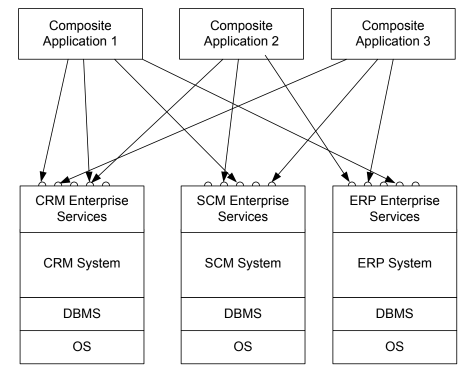 Composite
Application 1
Composite
Application 2
Composite
Application 3
CRM Enterprise
Services
SCM Enterprise
Services
ERP Enterprise
Services
CRM System
SCM System
ERP System
DBMS
DBMS
DBMS
OS
OS
OS